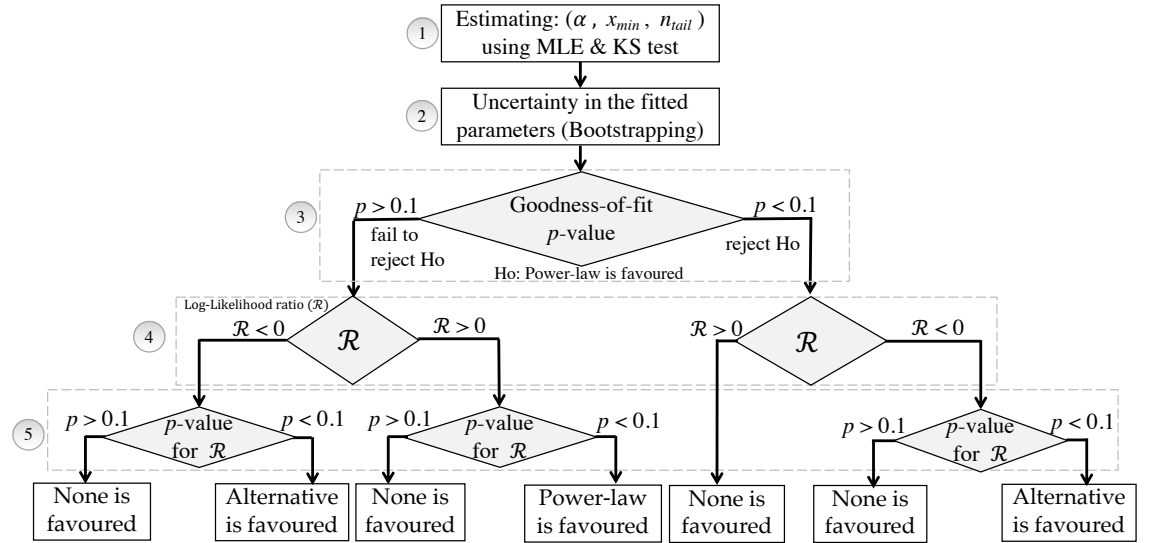 1
Estimating: (α , x_min , n_tail )
using MLE & KS test
2
Uncertainty in the fitted
parameters (Bootstrapping)
3
p > 0.1
Goodness-of-fit
p-value
p < 0.1
fail to
reject Ho
reject Ho
Ho: Power-law is favoured
4
Log-Likelihood ratio (ℛ)
ℛ < 0
ℛ
ℛ > 0
ℛ > 0
ℛ
ℛ < 0
5
p > 0.1
p-value
for ℛ
p < 0.1
p > 0.1
p-value
for ℛ
p < 0.1
p > 0.1
p-value
for ℛ
p < 0.1
None is
favoured
Alternative
is favoured
None is
favoured
Power-law
is favoured
None is
favoured
None is
favoured
Alternative
is favoured